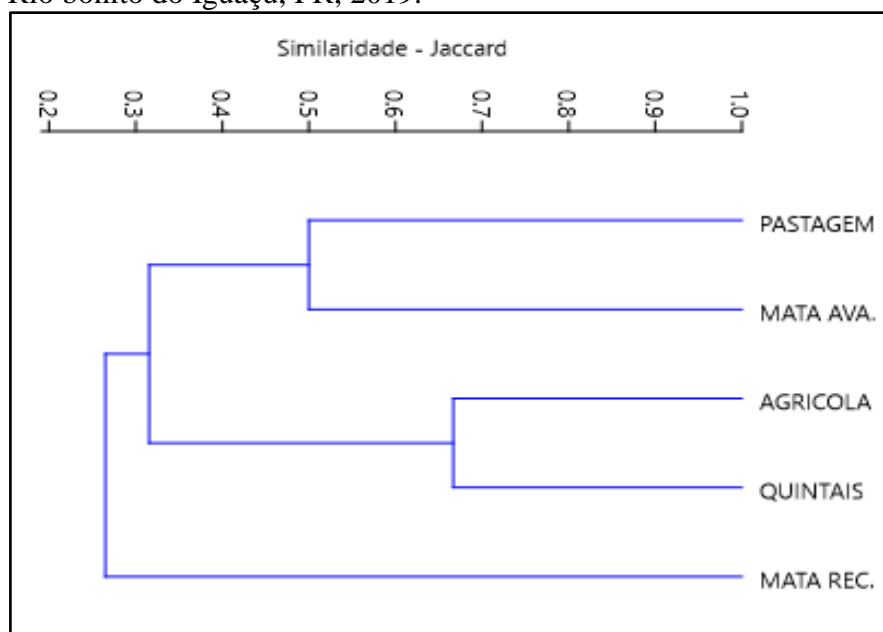 Rio bonito do Iguaçu, PR, 2019.
Similaridade - Jaccard
0.2 0.3 0.4 0.5 0.6 0.7 0.8 0.9 1.0
PASTAGEM
MATA AVA.
AGRICOLA
QUINTAIS
MATA REC.